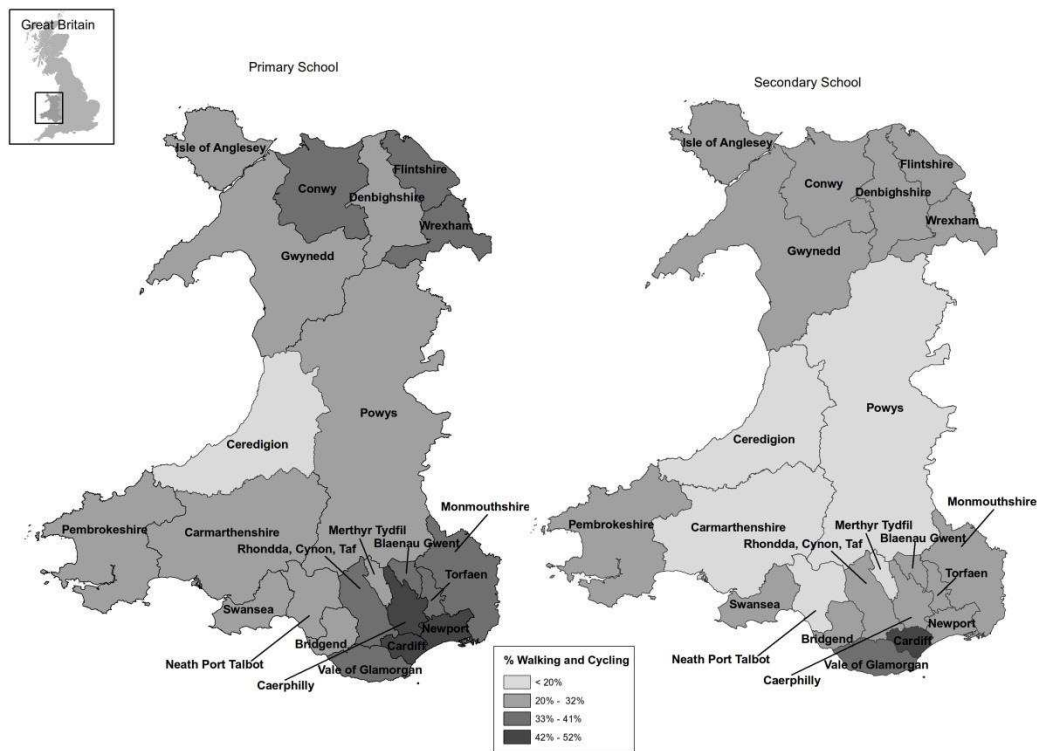 Great Britain
Primary School
Isle of Anglesey
Conwy
Flintshire
Denbighshire
Wrexham
Gwynedd
Powys
Ceredigion
Pembrokeshire
Carmarthenshire
Monmouthshire
Merthyr Tydfil
Blaenau Gwent
Rhondda, Cynon, Taf
Torfaen
Swansea
Newport
Bridgend
Cardiff
Neath Port Talbot
Vale of Glamorgan
Caerphilly
Secondary School
Isle of Anglesey
Flintshire
Conwy
Denbighshire
Wrexham
Gwynedd
Powys
Ceredigion
Monmouthshire
Pembrokeshire
Carmarthenshire
Merthyr Tydfil
Blaenau Gwent
Rhondda, Cynon, Taf
Torfaen
Swansea
Newport
Bridgend
Cardiff
Neath Port Talbot
Vale of Glamorgan
Caerphilly
% Walking and Cycling
< 20%
20% - 32%
33% - 41%
42% - 52%